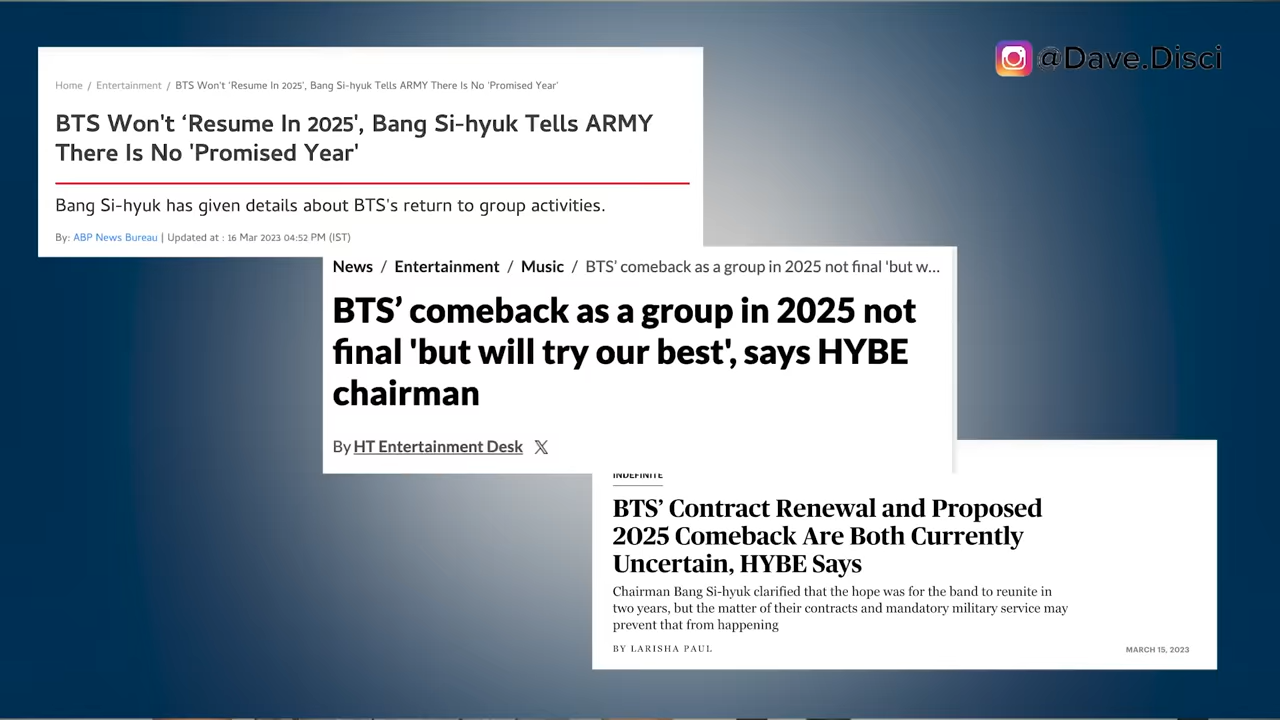 @Dave.Disci
Home / Entertainment / BTS Won't 'Resume In 2025', Bang Si-hyuk Tells ARMY There Is No 'Promised Year'
BTS Won't ‘Resume In 2025', Bang Si-hyuk Tells ARMY
There Is No 'Promised Year'
Bang Si-hyuk has given details about BTS's return to group activities.
By: ABP News Bureau | Updated at : 16 Mar 2023 04:52 PM (IST)
News / Entertainment / Music / BTS’ comeback as a group in 2025 not final 'but w...
BTS’ comeback as a group in 2025 not
final 'but will try our best', says HYBE
chairman
By HT Entertainment Desk X
INDEFINITE
BTS’ Contract Renewal and Proposed
2025 Comeback Are Both Currently
Uncertain, HYBE Says
Chairman Bang Si-hyuk clarified that the hope was for the band to reunite in
two years, but the matter of their contracts and mandatory military service may
prevent that from happening
BY LARISHA PAUL
MARCH 15, 2023